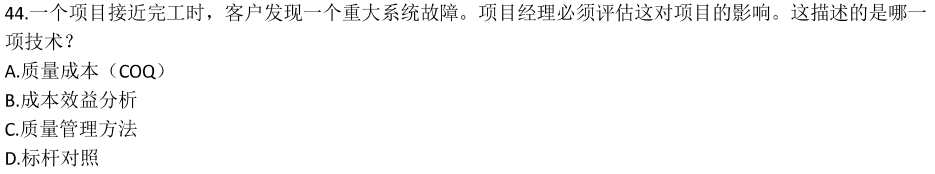 44.一个项目接近完工时，客户发现一个重大系统故障。项目经理必须评估这对项目的影响。这描述的是哪一
项技术？
A.质量成本（COQ）
B.成本效益分析
C.质量管理方法
D.标杆对照